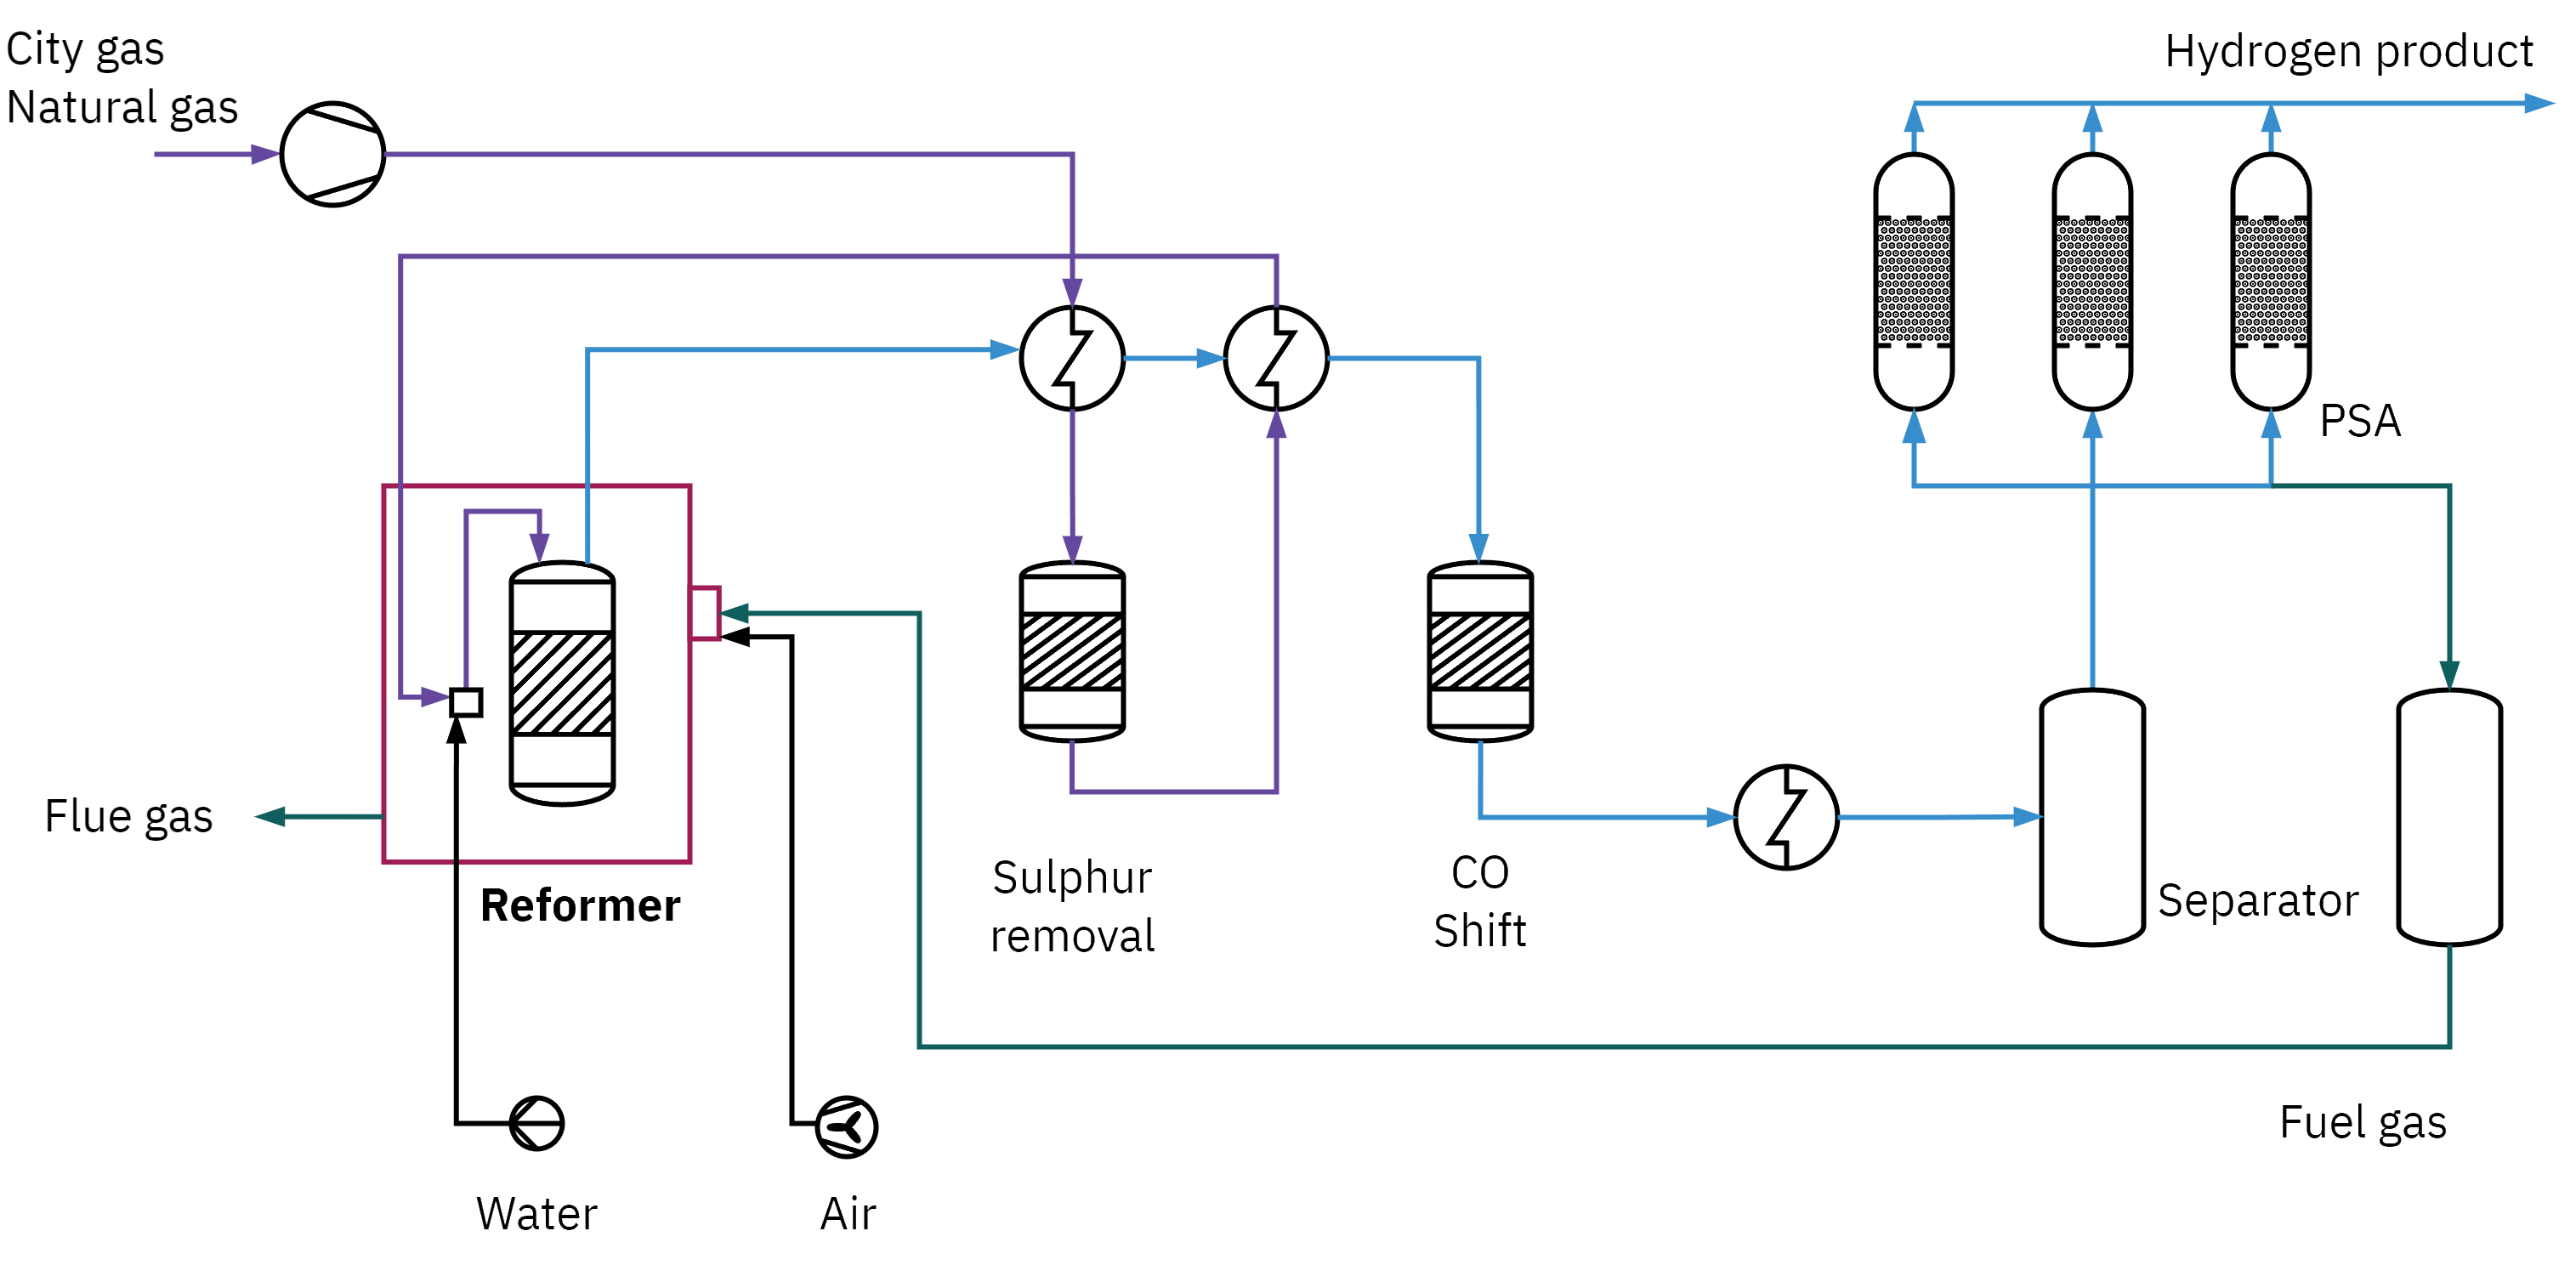 City gas
Natural gas
Hydrogen product
PSA
Flue gas
Reformer
Sulphur
removal
CO
Shift
Separator
Fuel gas
Water
Air